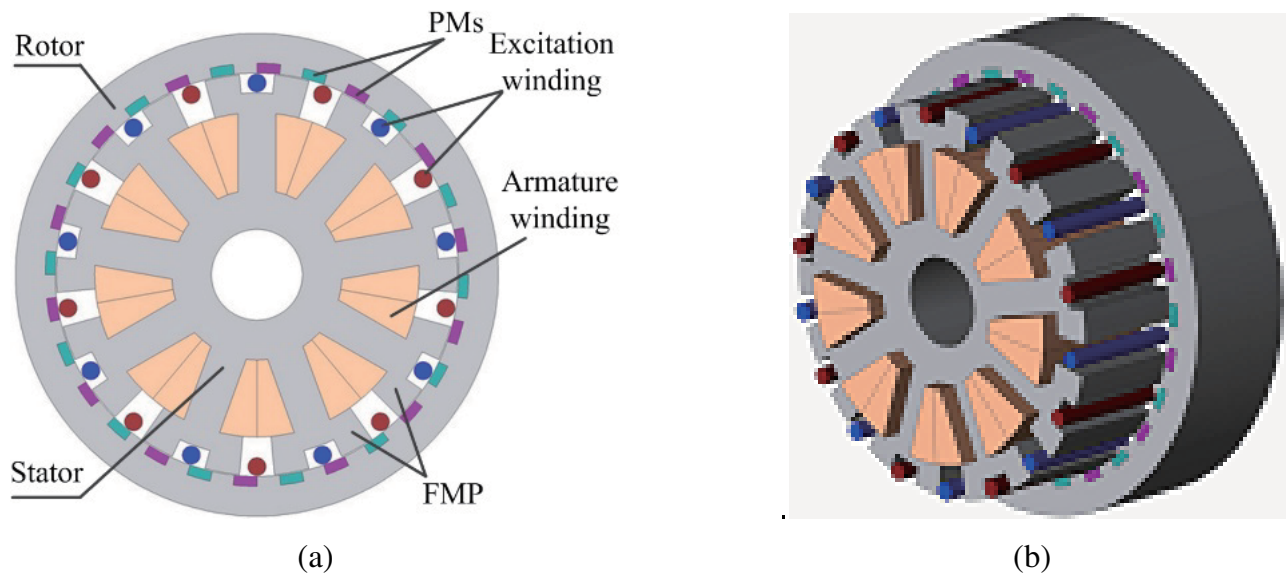 Rotor
PMs
Excitation
winding
Armature
winding
Stator
FMP
(a)
(b)